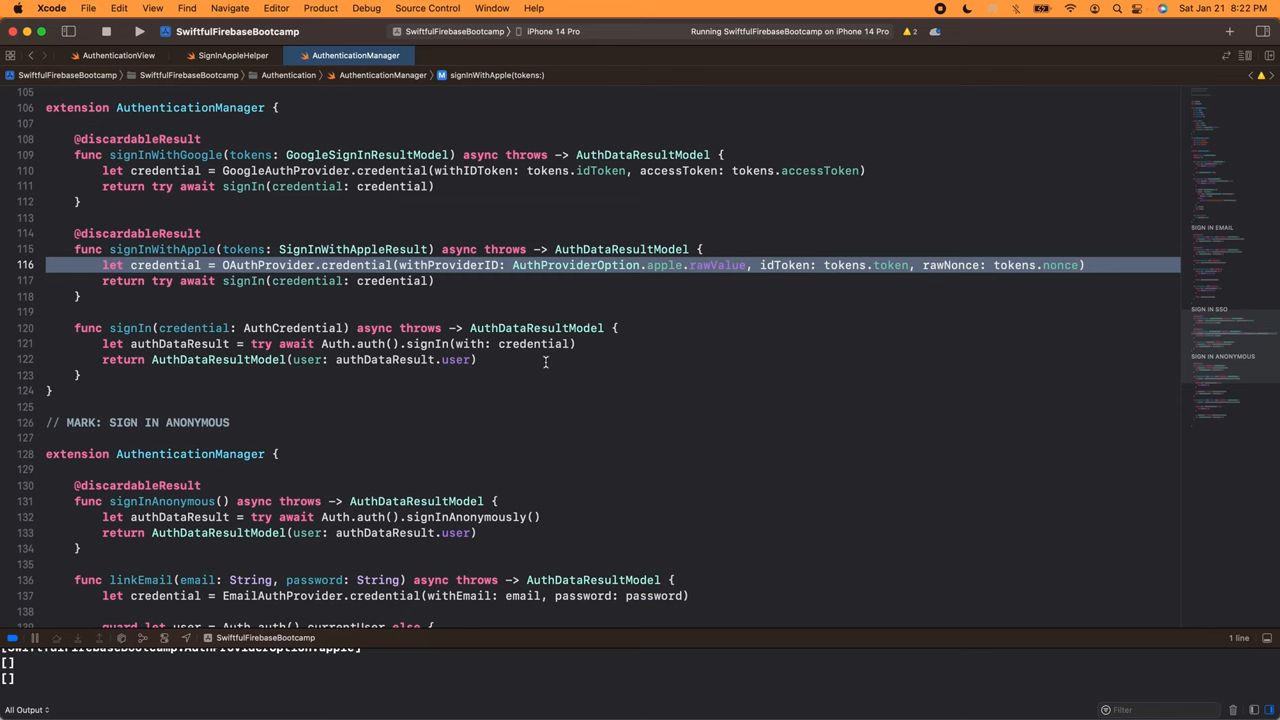 Xcode File Edit View Find Navigate Editor Product Debug Source Control Window Help Sat Jan 21 8:22 PM
SwiftfulFirebaseBootcamp SwiftfulFirebaseBootcamp iPhone 14 Pro Running SwiftfulFirebaseBootcamp on iPhone 14 Pro 2
AuthenticationView SignInAppleHelper AuthenticationManager
SwiftfulFirebaseBootcamp SwiftfulFirebaseBootcamp Authentication AuthenticationManager M signInWithApple(tokens:)
105
106 extension AuthenticationManager {
107
108 @discardableResult
109 func signInWithGoogle(tokens: GoogleSignInResultModel) async throws -> AuthDataResultModel {
110 let credential = GoogleAuthProvider.credential(withIDToken: tokens.idToken, accessToken: tokens.accessToken)
111 return try await signIn(credential: credential)
112 }
113
114 @discardableResult
115 func signInWithApple(tokens: SignInWithAppleResult) async throws -> AuthDataResultModel {
116 let credential = OAuthProvider.credential(withProviderID: AuthProviderOption.apple.rawValue, idToken: tokens.token, rawNonce: tokens.nonce)
117 return try await signIn(credential: credential)
118 }
119
120 func signIn(credential: AuthCredential) async throws -> AuthDataResultModel {
121 let authDataResult = try await Auth.auth().signIn(with: credential)
122 return AuthDataResultModel(user: authDataResult.user)
123 }
124 }
125
126 // MARK: SIGN IN ANONYMOUS
127
128 extension AuthenticationManager {
129
130 @discardableResult
131 func signInAnonymous() async throws -> AuthDataResultModel {
132 let authDataResult = try await Auth.auth().signInAnonymously()
133 return AuthDataResultModel(user: authDataResult.user)
134 }
135
136 func linkEmail(email: String, password: String) async throws -> AuthDataResultModel {
137 let credential = EmailAuthProvider.credential(withEmail: email, password: password)
138
guard let user = Auth.auth().currentUser else {
SIGN IN EMAIL
SIGN IN SSO
SIGN IN ANONYMOUS
SwiftfulFirebaseBootcamp 1 line
[SwiftfulFirebaseBootcamp.AuthProviderOption.apple]
[]
[]
All Output Filter